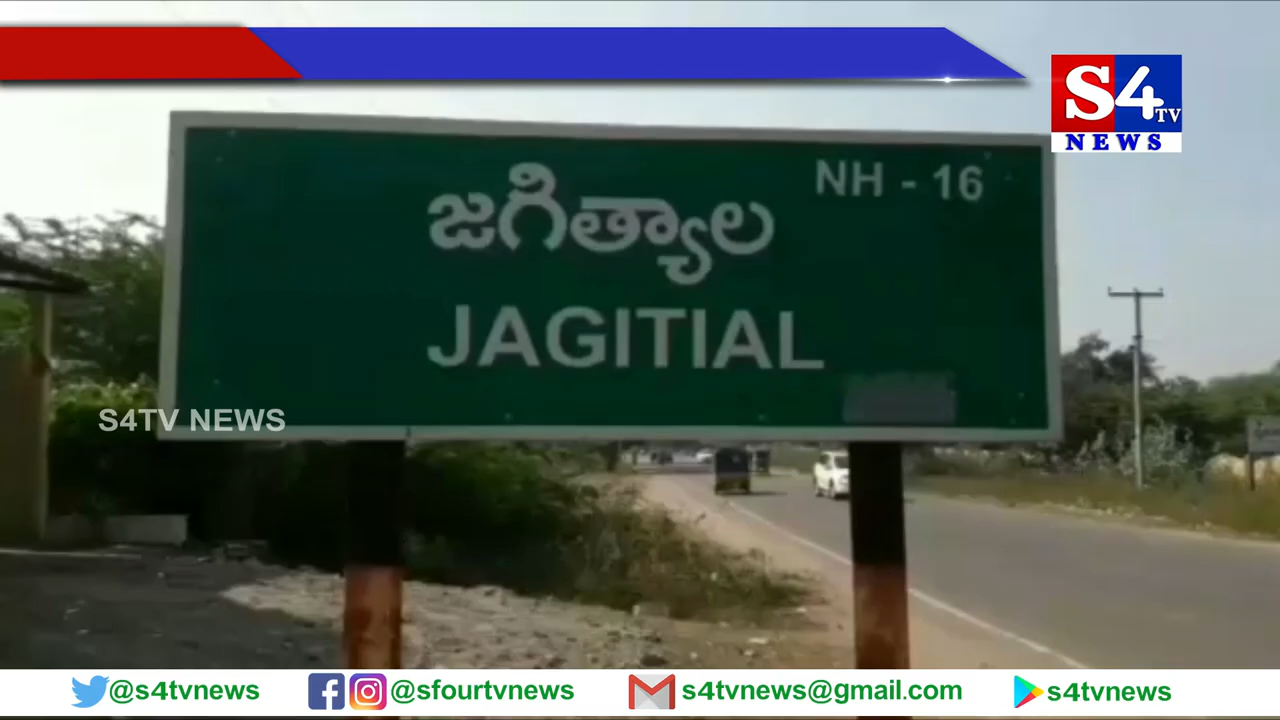 S4
TV
NEWS
NH - 16
జగిత్యాల
JAGITIAL
S4TV NEWS
@s4tvnews
@sfourtvnews
s4tvnews@gmail.com
s4tvnews